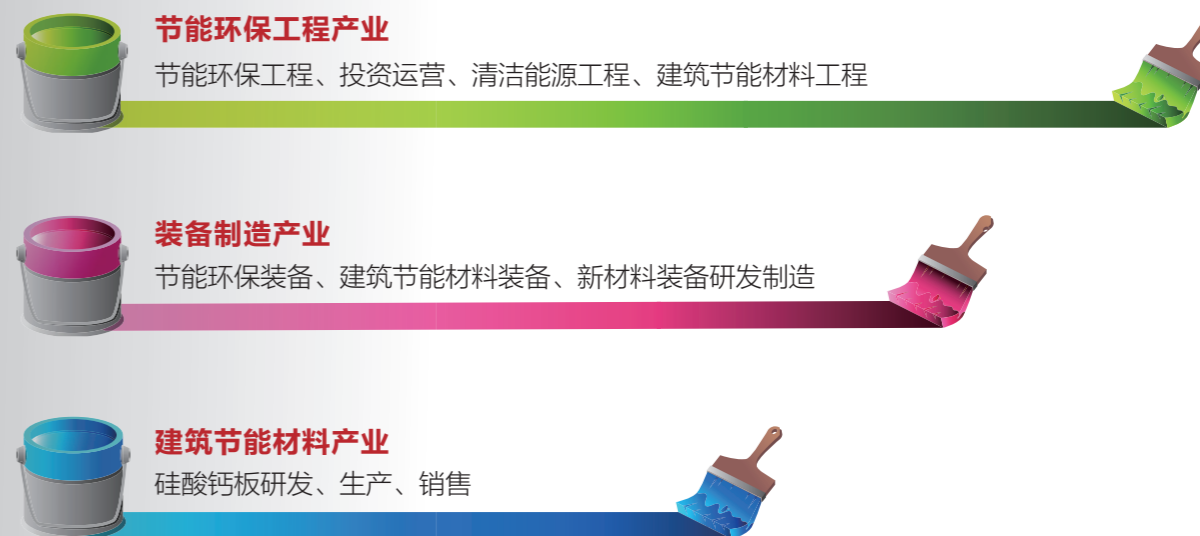 节能环保工程产业
节能环保工程、投资运营、清洁能源工程、建筑节能材料工程
装备制造产业
节能环保装备、建筑节能材料装备、新材料装备研发制造
建筑节能材料产业
硅酸钙板研发、生产、销售